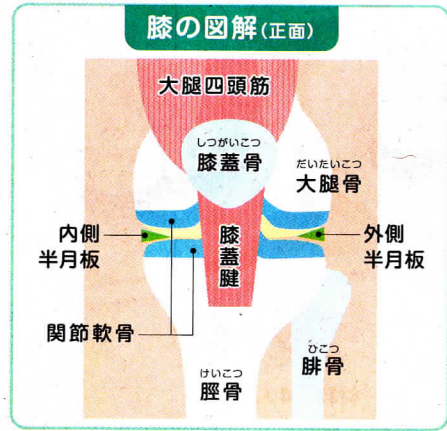 膝の図解(正面)
大腿四頭筋
しつがいこつ
膝蓋骨
だいたいこつ
大腿骨
内側
半月板
膝蓋腱
外側
半月板
関節軟骨
けいこつ
脛骨
ひこつ
腓骨